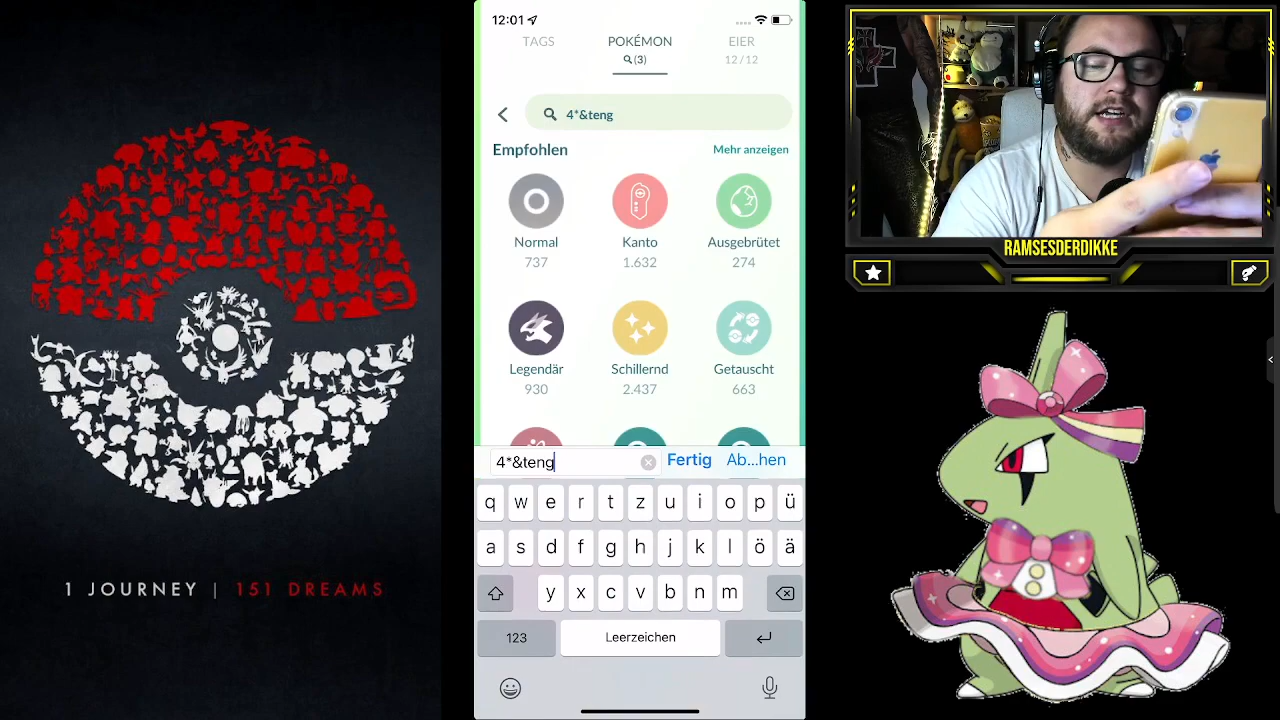 12:01
TAGS
POKÉMON
(3)
EIER
12 / 12
4*&teng
Empfohlen
Mehr anzeigen
Normal
737
Kanto
1.632
Ausgebrütet
274
Legendär
930
Schillernd
2.437
Getauscht
663
4*&teng
Fertig
Ab...hen
q w e r t z u i o p ü
a s d f g h j k l ö ä
y x c v b n m
123
Leerzeichen
1 JOURNEY | 151 DREAMS
RAMSESDERDIKKE